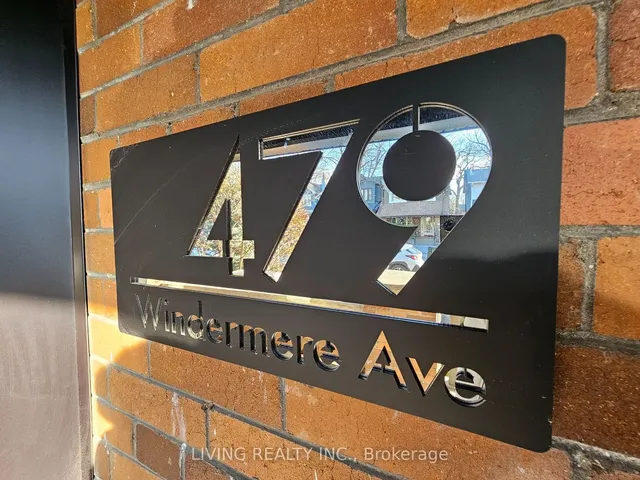 479
Windermere Ave
LIVING REALTY INC., Brokerage